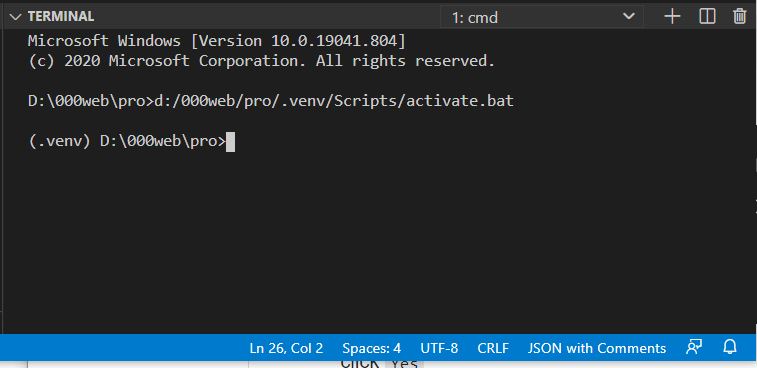 TERMINAL
1: cmd
Microsoft Windows [Version 10.0.19041.804]
(c) 2020 Microsoft Corporation. All rights reserved.
D:\000web\pro>d:/000web/pro/.venv/Scripts/activate.bat
(.venv) D:\000web\pro>
Ln 26, Col 2 Spaces: 4 UTF-8 CRLF JSON with Comments
Click Yes